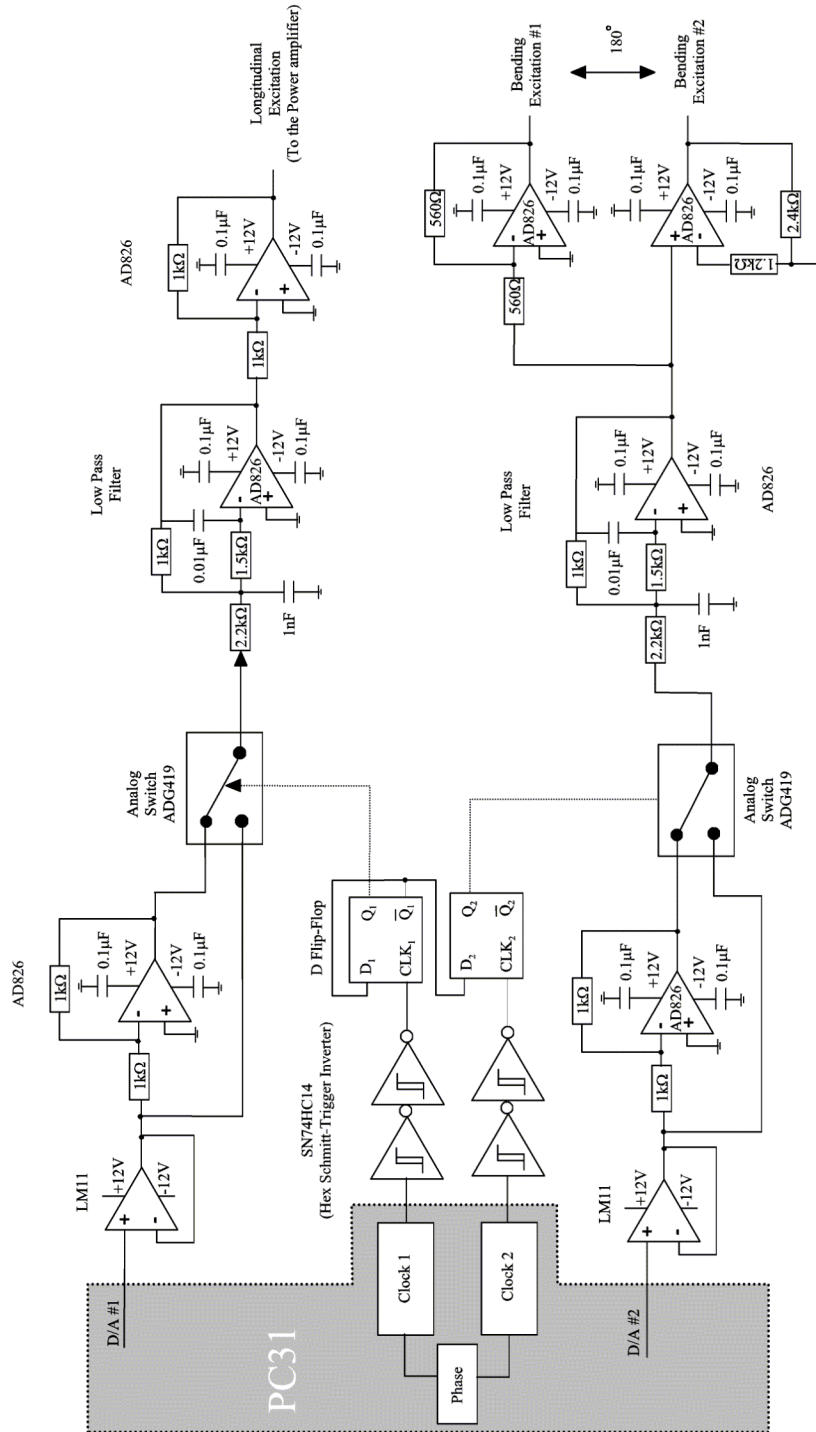 PC31
D/A #1
LM11
+12V
-12V
+
-
1kΩ
AD826
1kΩ
0.1μF
+12V
-12V
0.1μF
-
+
Analog
Switch
ADG419
2.2kΩ
1nF
Low Pass
Filter
1kΩ
0.01μF
1.5kΩ
0.1μF
+12V
AD826
-12V
0.1μF
-
+
1kΩ
AD826
1kΩ
0.1μF
+12V
-12V
0.1μF
-
+
Longitudinal
Excitation
(To the Power amplifier)
Phase
Clock 1
Clock 2
SN74HC14
(Hex Schmitt-Trigger Inverter)
D Flip-Flop
D1
Q1
CLK1
Q̅1
D2
Q2
CLK2
Q̅2
D/A #2
LM11
+12V
-12V
+
-
1kΩ
1kΩ
0.1μF
+12V
AD826
-12V
0.1μF
-
+
Analog
Switch
ADG419
2.2kΩ
1nF
Low Pass
Filter
1kΩ
0.01μF
1.5kΩ
0.1μF
+12V
-12V
0.1μF
-
+
AD826
560Ω
560Ω
0.1μF
+12V
AD826
-12V
0.1μF
-
+
Bending
Excitation #1
180°
Bending
Excitation #2
0.1μF
+12V
AD826
-12V
0.1μF
+
-
1.2kΩ
2.4kΩ